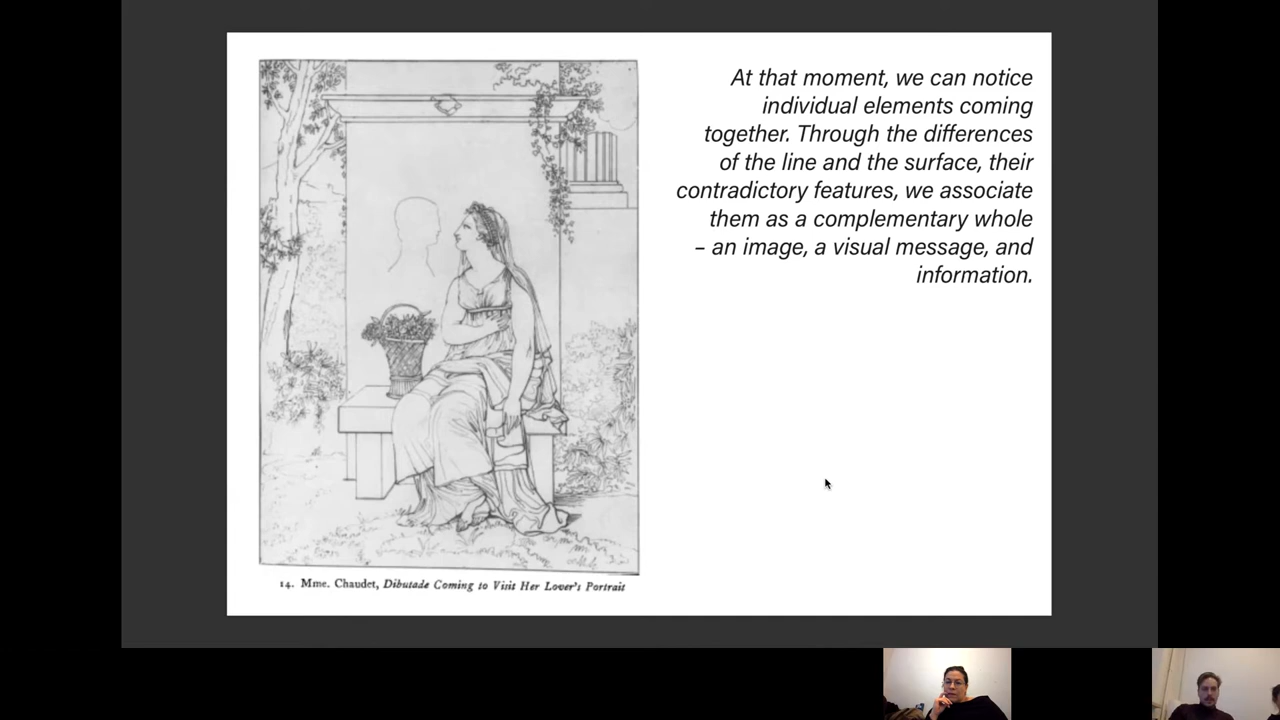 At that moment, we can notice
individual elements coming
together. Through the differences
of the line and the surface, their
contradictory features, we associate
them as a complementary whole
– an image, a visual message, and
information.
14. Mme. Chaudet, Dibutade Coming to Visit Her Lover's Portrait